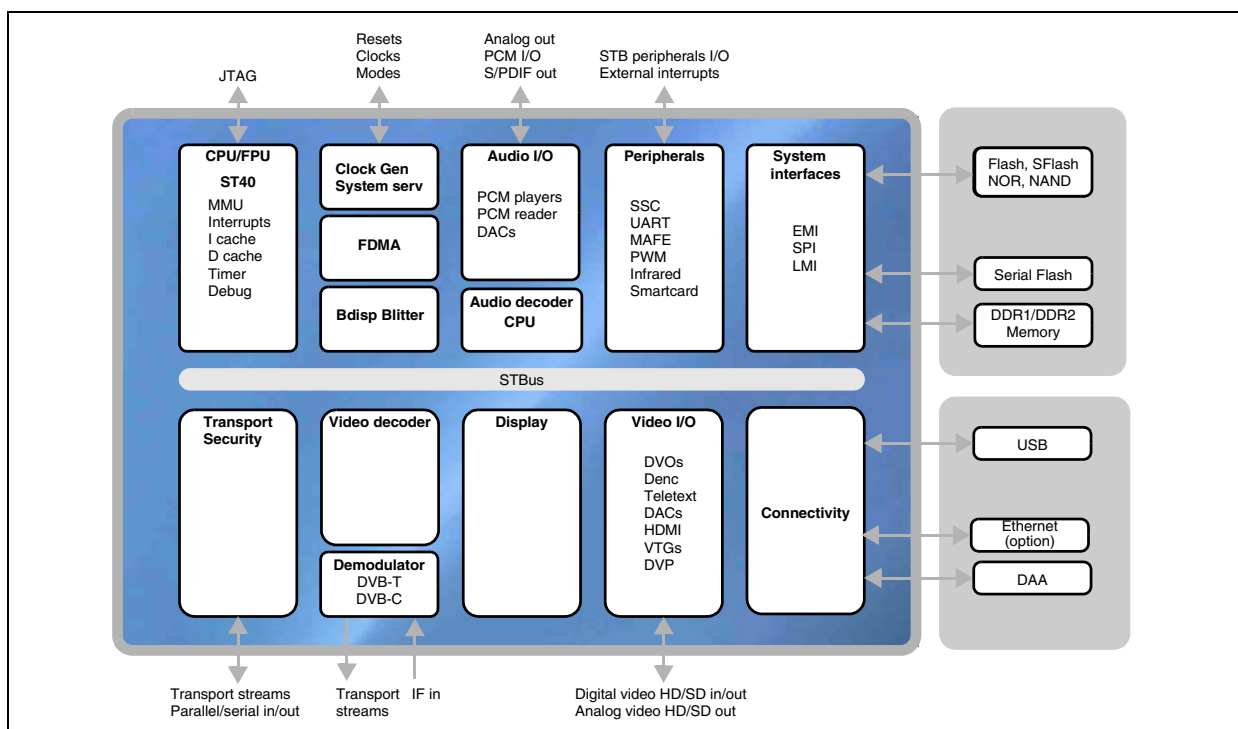 JTAG
Resets
Clocks
Modes
Analog out
PCM I/O
S/PDIF out
STB peripherals I/O
External interrupts
CPU/FPU
ST40
MMU
Interrupts
I cache
D cache
Timer
Debug
Clock Gen
System serv
FDMA
Bdisp Blitter
Audio I/O
PCM players
PCM reader
DACs
Audio decoder
CPU
Peripherals
SSC
UART
MAFE
PWM
Infrared
Smartcard
System
interfaces
EMI
SPI
LMI
Flash, SFlash
NOR, NAND
Serial Flash
DDR1/DDR2
Memory
STBus
Transport
Security
Video decoder
Demodulator
DVB-T
DVB-C
Display
Video I/O
DVOs
Denc
Teletext
DACs
HDMI
VTGs
DVP
Connectivity
USB
Ethernet
(option)
DAA
Transport streams
Parallel/serial in/out
Transport
streams
IF in
Digital video HD/SD in/out
Analog video HD/SD out